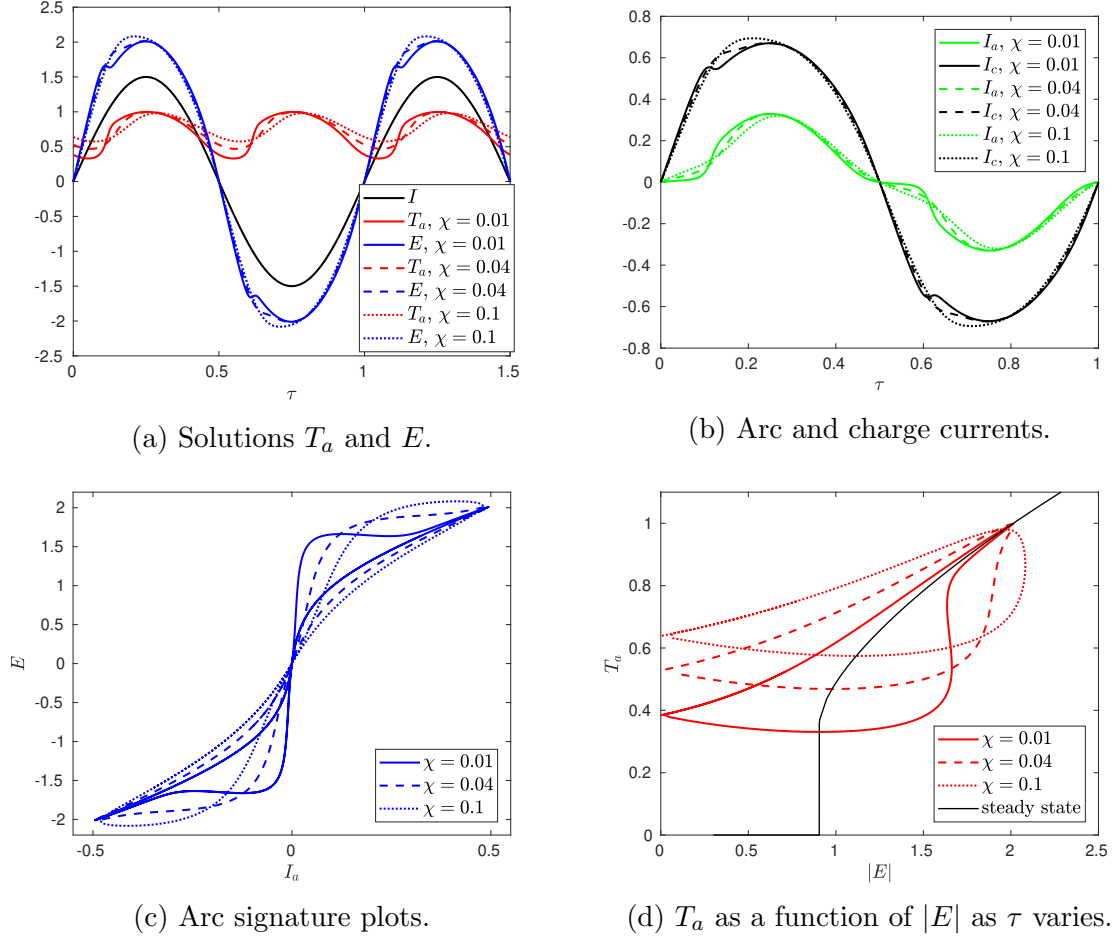 2.5
2
1.5
1
0.5
0
-0.5
-1
-1.5
-2
-2.5
0 0.5 1 1.5
τ
I
T_a, χ = 0.01
E, χ = 0.01
T_a, χ = 0.04
E, χ = 0.04
T_a, χ = 0.1
E, χ = 0.1
(a) Solutions T_a and E.
0.8
0.6
0.4
0.2
0
-0.2
-0.4
-0.6
-0.8
0 0.2 0.4 0.6 0.8 1
τ
I_a, χ = 0.01
I_c, χ = 0.01
I_a, χ = 0.04
I_c, χ = 0.04
I_a, χ = 0.1
I_c, χ = 0.1
(b) Arc and charge currents.
E
2
1.5
1
0.5
0
-0.5
-1
-1.5
-2
-0.5 0 0.5
I_a
χ = 0.01
χ = 0.04
χ = 0.1
(c) Arc signature plots.
T_a
1
0.8
0.6
0.4
0.2
0
0 0.5 1 1.5 2 2.5
|E|
χ = 0.01
χ = 0.04
χ = 0.1
steady state
(d) T_a as a function of |E| as τ varies.